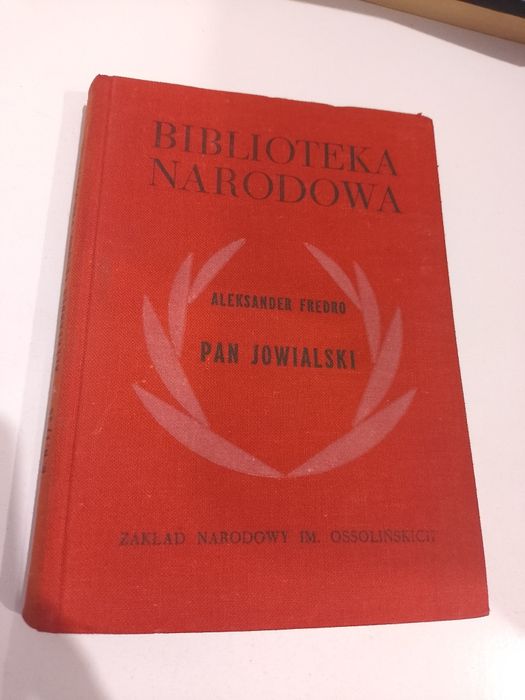 BIBLIOTEKA
NARODOWA
ALEKSANDER FREDRO
PAN JOWIALSKI
ZAKŁAD NARODOWY IM. OSSOLIŃSKICH